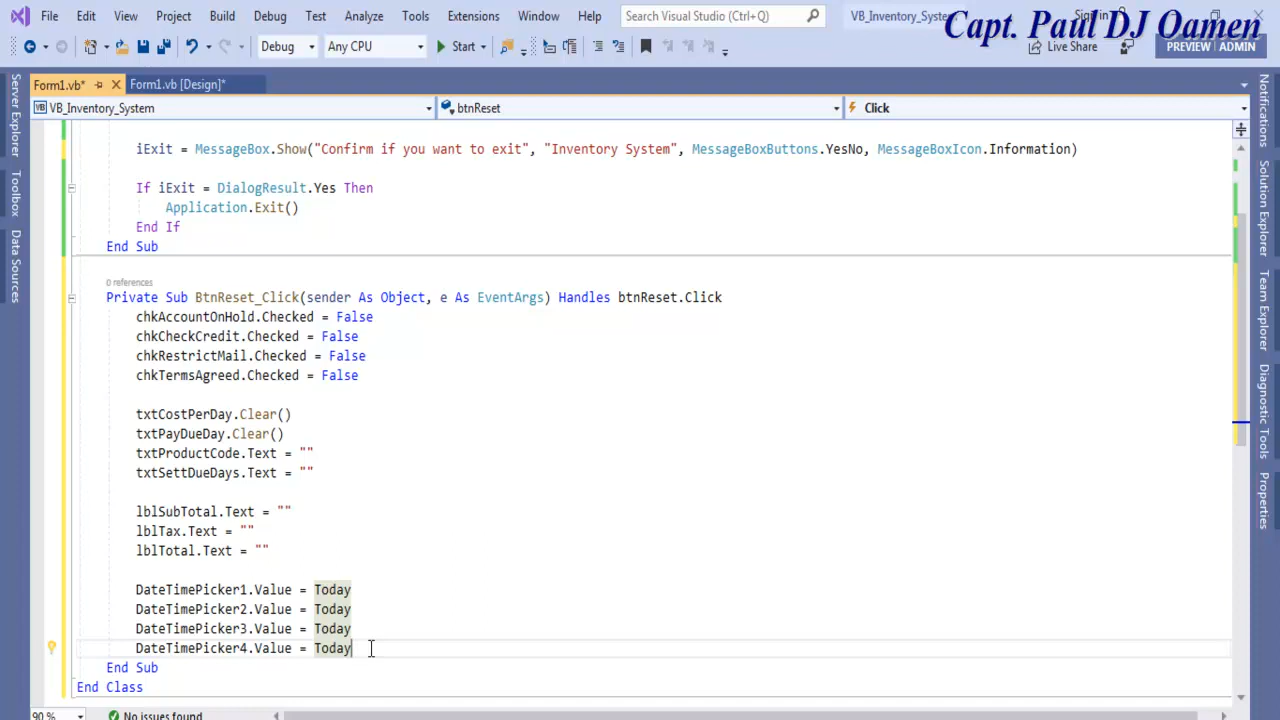 File Edit View Project Build Debug Test Analyze Tools Extensions Window Help Search Visual Studio (Ctrl+Q) VB_Inventory_System
Capt. Paul DJ Oamen
Debug Any CPU Start Live Share PREVIEW ADMIN
Form1.vb* Form1.vb [Design]*
VB_Inventory_System btnReset Click
Server Explorer
Toolbox
Data Sources
iExit = MessageBox.Show("Confirm if you want to exit", "Inventory System", MessageBoxButtons.YesNo, MessageBoxIcon.Information)
If iExit = DialogResult.Yes Then
Application.Exit()
End If
End Sub
0 references
Private Sub BtnReset_Click(sender As Object, e As EventArgs) Handles btnReset.Click
chkAccountOnHold.Checked = False
chkCheckCredit.Checked = False
chkRestrictMail.Checked = False
chkTermsAgreed.Checked = False
txtCostPerDay.Clear()
txtPayDueDay.Clear()
txtProductCode.Text = ""
txtSettDueDays.Text = ""
lblSubTotal.Text = ""
lblTax.Text = ""
lblTotal.Text = ""
DateTimePicker1.Value = Today
DateTimePicker2.Value = Today
DateTimePicker3.Value = Today
DateTimePicker4.Value = Today
End Sub
End Class
90 % No issues found
Notifications
Solution Explorer
Team Explorer
Diagnostic Tools
Properties